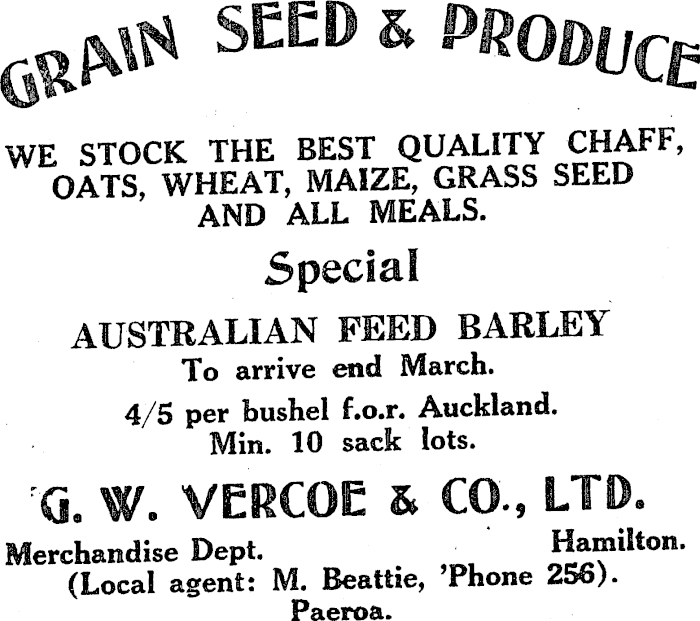 GRAIN SEED & PRODUCE
WE STOCK THE BEST QUALITY CHAFF,
OATS, WHEAT, MAIZE, GRASS SEED
AND ALL MEALS.
Special
AUSTRALIAN FEED BARLEY
To arrive end March.
4/5 per bushel f.o.r. Auckland.
Min. 10 sack lots.
G. W. VERCOE & CO., LTD.
Merchandise Dept. Hamilton.
(Local agent: M. Beattie, 'Phone 256).
Paeroa.